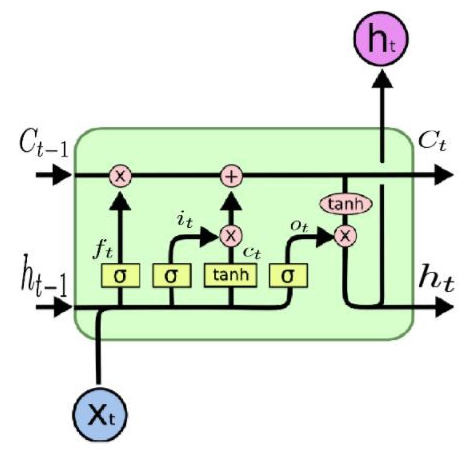 hₜ
Cₜ₋₁ Cₜ
x + tanh
iₜ x oₜ x
fₜ cₜ
σ σ tanh σ
hₜ₋₁ hₜ
Xₜ